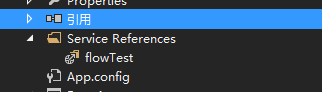 Properties
引用
Service References
flowTest
App.config